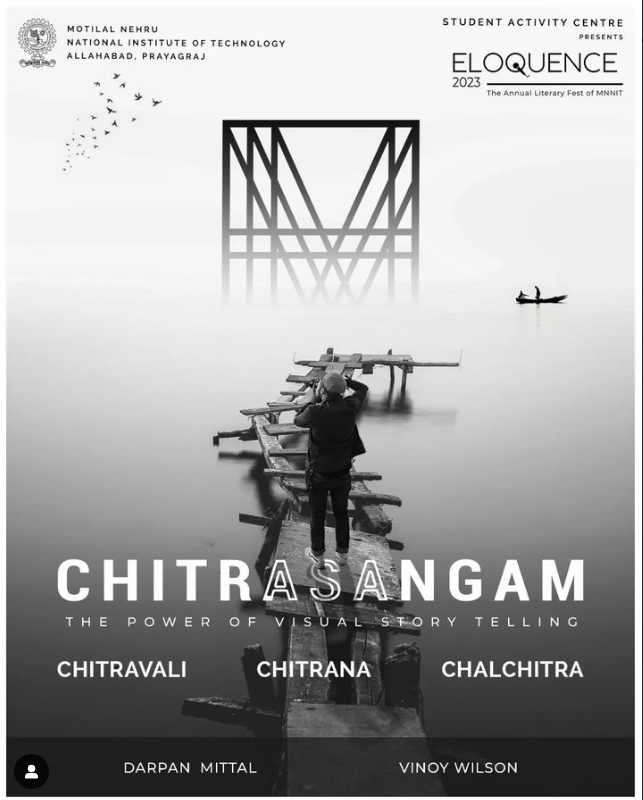 MOTILAL NEHRU
NATIONAL INSTITUTE OF TECHNOLOGY
ALLAHABAD, PRAYAGRAJ
STUDENT ACTIVITY CENTRE
PRESENTS
ELOQUENCE
2023
The Annual Literary Fest of MNNIT
CHITRASANGAM
THE POWER OF VISUAL STORY TELLING
CHITRAVALI CHITRANA CHALCHITRA
DARPAN MITTAL VINOY WILSON